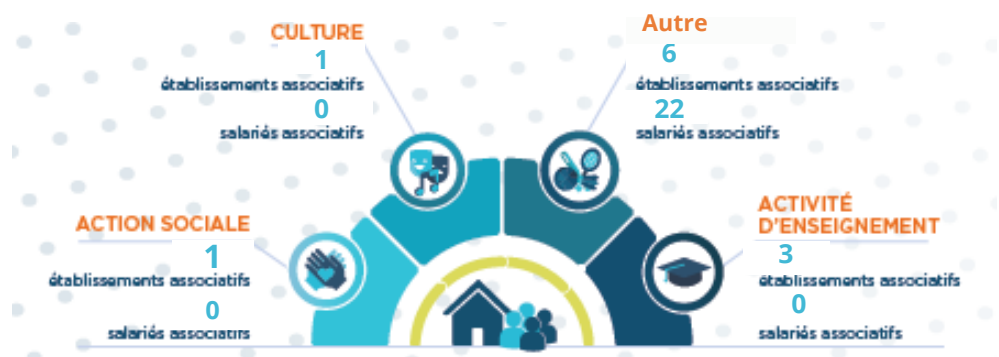 CULTURE
1
établissements associatifs
0
salariés associatifs
Autre
6
établissements associatifs
22
salariés associatifs
ACTION SOCIALE
1
établissements associatifs
0
salariés associatifs
ACTIVITÉ
D'ENSEIGNEMENT
3
établissements associatifs
0
salariés associatifs